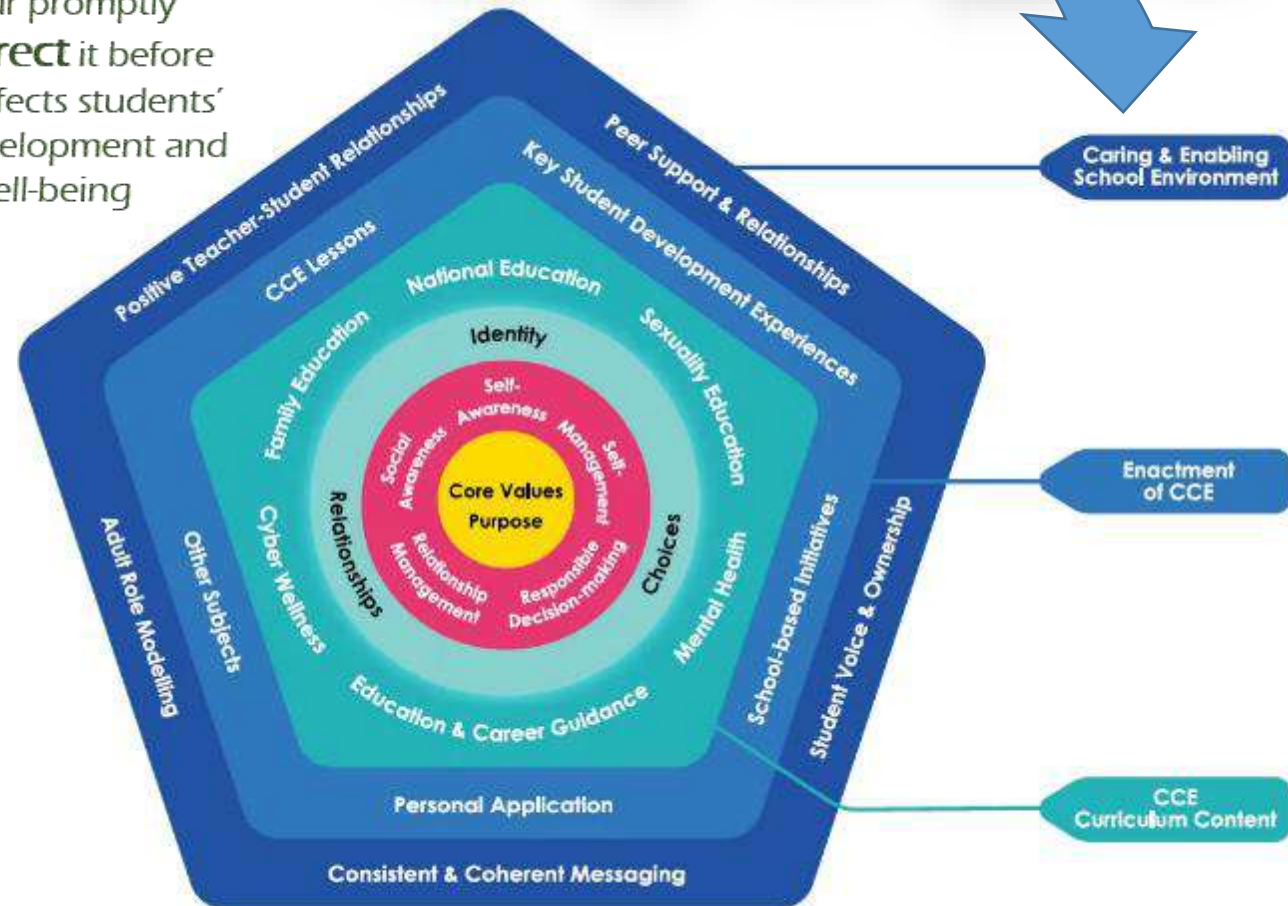 ur promptly
rect it before
ffects students'
elopment and
ell-being
Positive Teacher-Student Relationships
Peer Support & Relationships
Student Voice & Ownership
Consistent & Coherent Messaging
Adult Role Modelling
CCE Lessons
Key Student Development Experiences
School-based Initiatives
Personal Application
Other Subjects
National Education
Sexuality Education
Mental Health
Education & Career Guidance
Cyber Wellness
Family Education
Identity
Choices
Relationships
Self-
Awareness
Self-
Management
Responsible
Decision-making
Relationship
Management
Social
Awareness
Core Values
Purpose
Caring & Enabling
School Environment
Enactment
of CCE
CCE
Curriculum Content